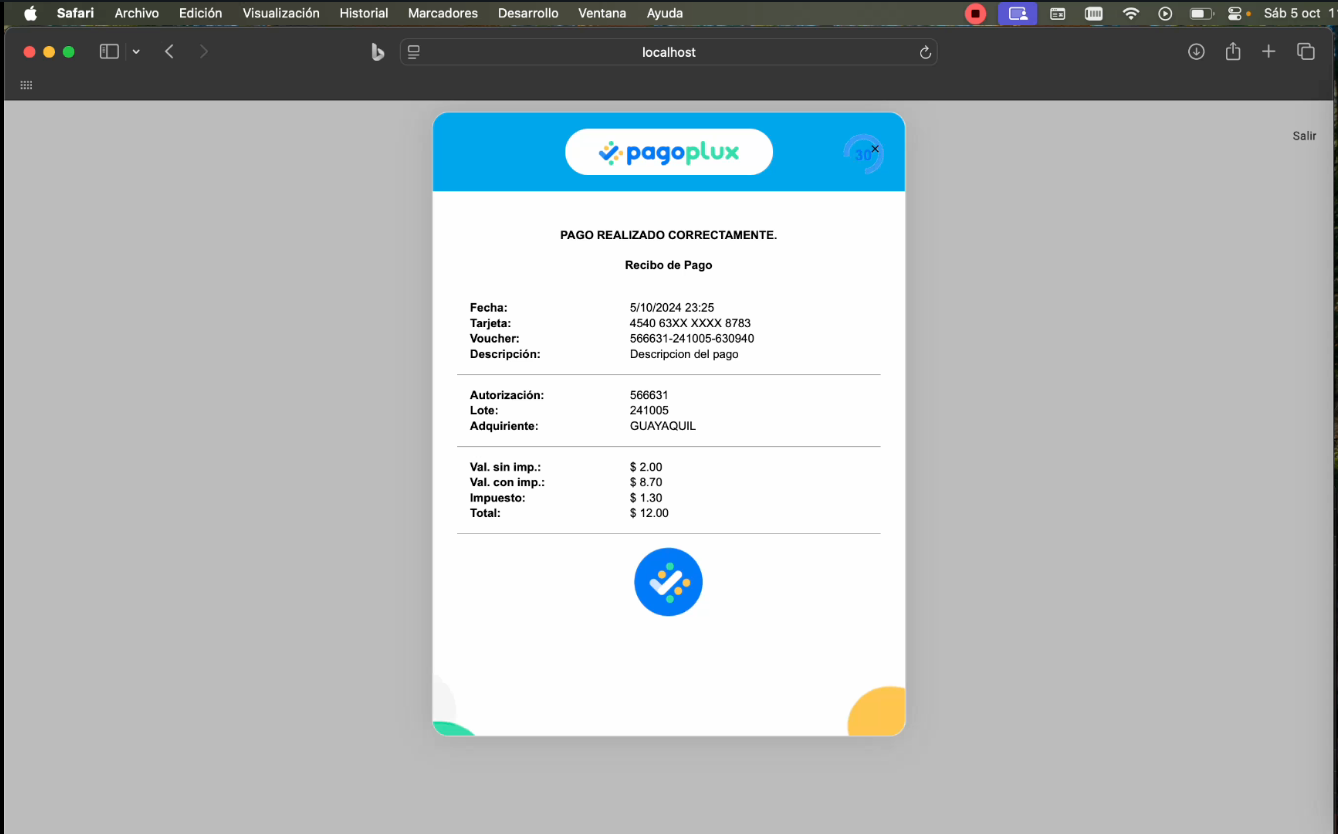 Safari Archivo Edición Visualización Historial Marcadores Desarrollo Ventana Ayuda Sáb 5 oct
localhost
Salir
pagoplux
30
PAGO REALIZADO CORRECTAMENTE.
Recibo de Pago
Fecha: 5/10/2024 23:25
Tarjeta: 4540 63XX XXXX 8783
Voucher: 566631-241005-630940
Descripción: Descripcion del pago
Autorización: 566631
Lote: 241005
Adquiriente: GUAYAQUIL
Val. sin imp.: $ 2.00
Val. con imp.: $ 8.70
Impuesto: $ 1.30
Total: $ 12.00